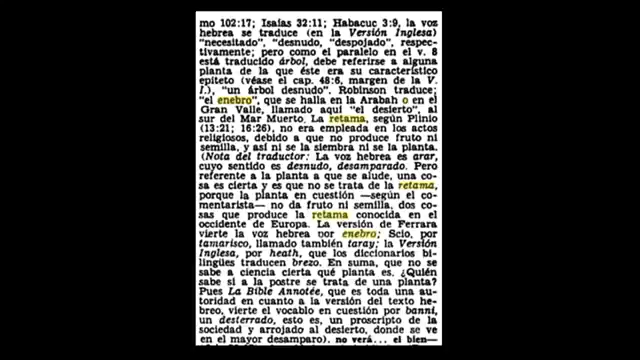 mo 102:17; Isaías 32:11; Habacuc 3:9, la voz
hebrea se traduce (en la Versión Inglesa)
"necesitado", "desnudo, "despojado", respec-
tivamente; pero como el paralelo en el v. 8
está traducido árbol, debe referirse a alguna
planta de la que éste era su característico
epíteto (véase el cap. 48:6, margen de la V.
I.), "un árbol desnudo". Robinson traduce;
"el enebro", que se halla en la Arabah o en el
Gran Valle, llamado aquí "el desierto", al
sur del Mar Muerto. La retama, según Plinio
(13:21; 16:26), no era empleada en los actos
religiosos, debido a que no produce fruto ni
semilla, y así ni se la siembra ni se la planta.
(Nota del traductor: La voz hebrea es arar,
cuyo sentido es desnudo, desamparado. Pero
referente a la planta a que se alude, una co-
sa es cierta y es que no se trata de la retama,
porque la planta en cuestión —según el co-
mentarista— no da fruto ni semilla, dos co-
sas que produce la retama conocida en el
occidente de Europa. La versión de Ferrara
vierte la voz hebrea por enebro; Scio, por
tamarisco, llamado también taray; la Versión
Inglesa, por heath, que los diccionarios bi-
lingües traducen brezo. En suma, que no se
sabe a ciencia cierta qué planta es. ¿Quién
sabe si a la postre se trata de una planta?
Pues La Bible Annotée, que es toda una au-
toridad en cuanto a la versión del texto he-
breo, vierte el vocablo en cuestión por banni,
un desterrado, esto es, un proscripto de la
sociedad y arrojado al desierto, donde se ve
en el mayor desamparo). no verá... el bien—